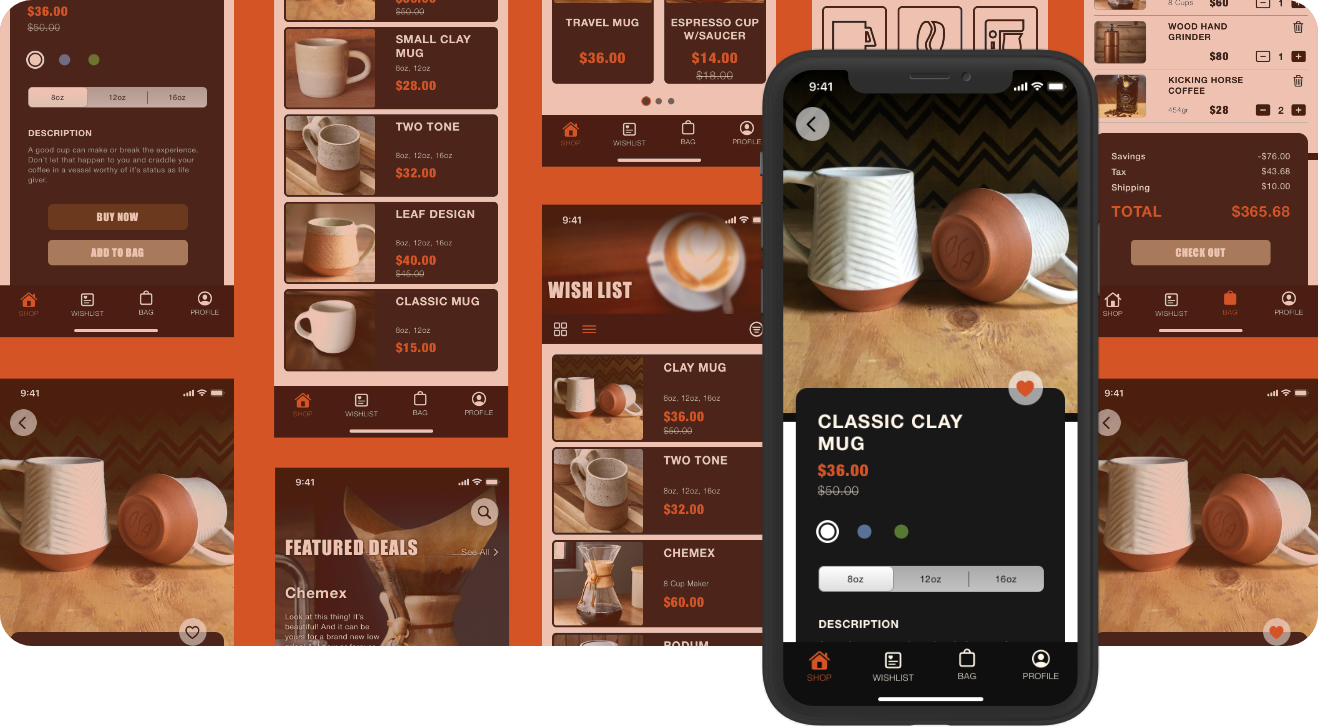 $36.00
$50.00
8oz
12oz
16oz
DESCRIPTION
A good cup can make or break the experience.
Don't let that happen to you and craddle your
coffee in a vessel worthy of it's status as life
giver.
BUY NOW
ADD TO BAG
SHOP
WISHLIST
BAG
PROFILE
9:41
$50.00
SMALL CLAY
MUG
6oz, 12oz
$28.00
TWO TONE
8oz, 12oz, 16oz
$32.00
LEAF DESIGN
8oz, 12oz, 16oz
$40.00
$45.00
CLASSIC MUG
6oz, 12oz
$15.00
SHOP
WISHLIST
BAG
PROFILE
9:41
FEATURED DEALS
See All
Chemex
Look at this thing! It's
beautiful! And it can be
yours for a brand new low
TRAVEL MUG
$36.00
ESPRESSO CUP
W/SAUCER
$14.00
$18.00
SHOP
WISHLIST
BAG
PROFILE
9:41
WISH LIST
CLAY MUG
8oz, 12oz, 16oz
$36.00
$50.00
TWO TONE
8oz, 12oz, 16oz
$32.00
CHEMEX
8 Cup Maker
$60.00
BODUM
9:41
CLASSIC CLAY
MUG
$36.00
$50.00
8oz
12oz
16oz
DESCRIPTION
SHOP
WISHLIST
BAG
PROFILE
8 Cups
$60
1
WOOD HAND
GRINDER
$80
1
KICKING HORSE
COFFEE
454gr
$28
2
Savings
-$76.00
Tax
$43.68
Shipping
$10.00
TOTAL
$365.68
CHECK OUT
SHOP
WISHLIST
BAG
PROFILE
9:41